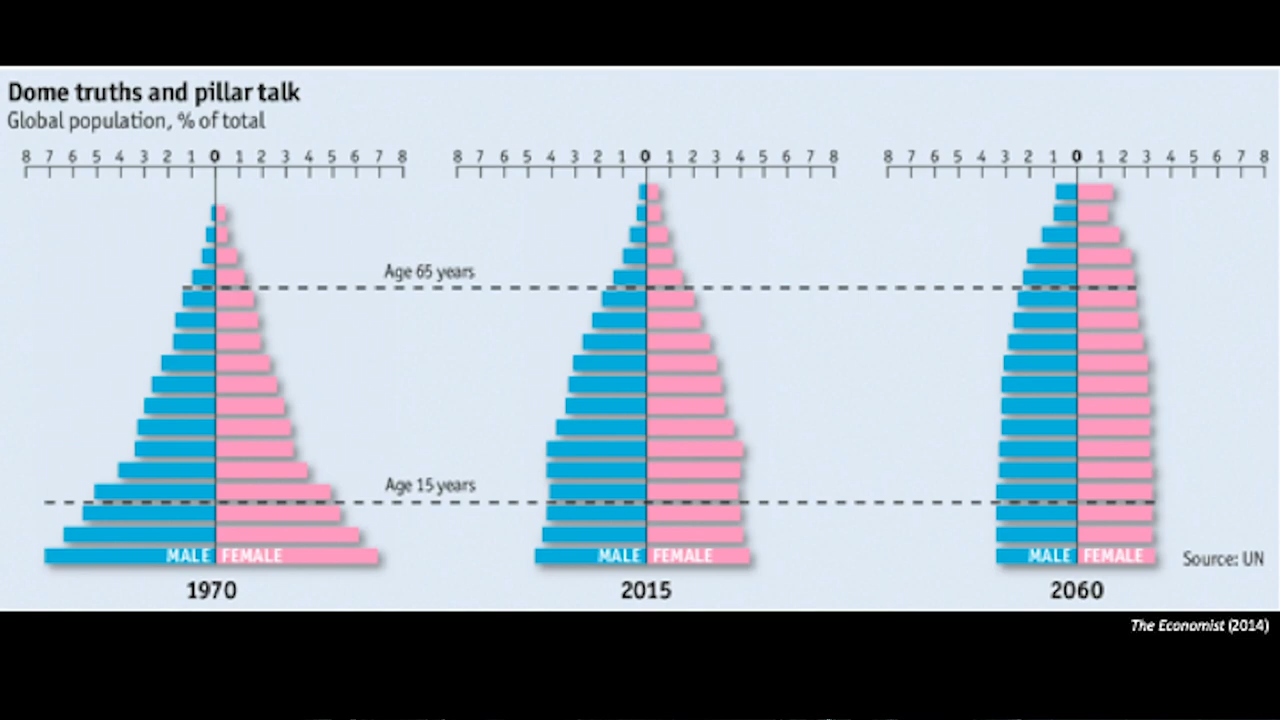 Dome truths and pillar talk
Global population, % of total
8 7 6 5 4 3 2 1 0 1 2 3 4 5 6 7 8
8 7 6 5 4 3 2 1 0 1 2 3 4 5 6 7 8
8 7 6 5 4 3 2 1 0 1 2 3 4 5 6 7 8
Age 65 years
Age 15 years
MALE FEMALE
MALE FEMALE
MALE FEMALE
Source: UN
1970
2015
2060
The Economist (2014)